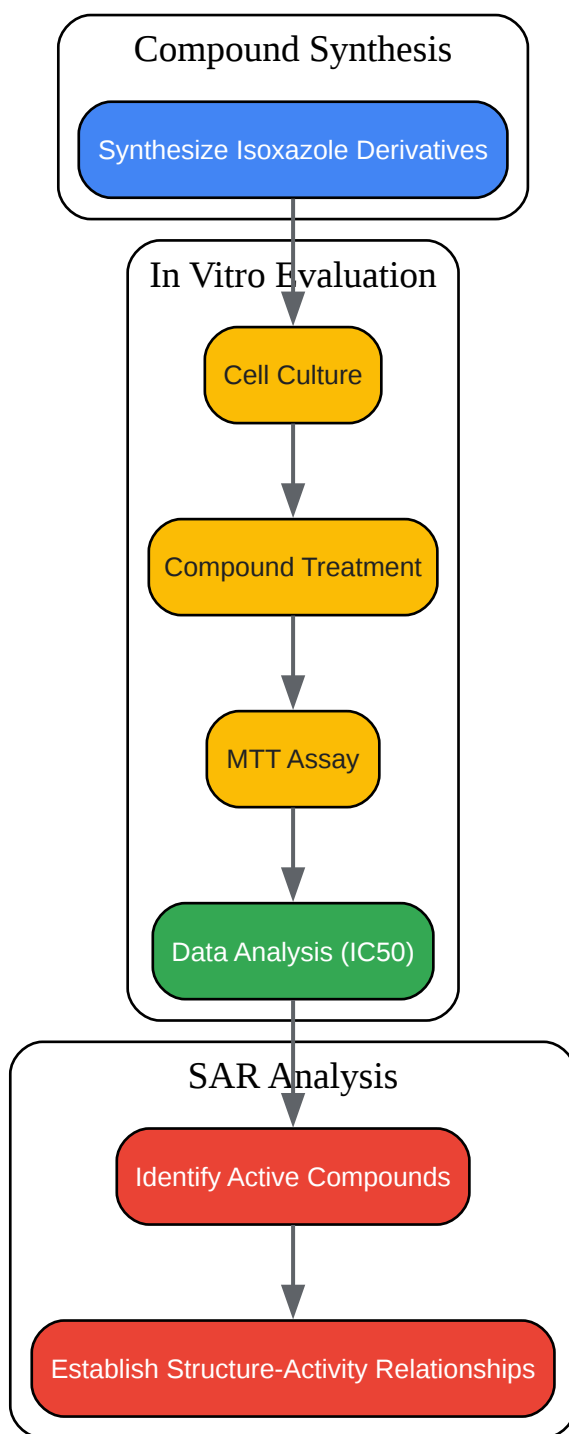 Compound Synthesis
Synthesize Isoxazole Derivatives
In Vitro Evaluation
Cell Culture
Compound Treatment
MTT Assay
Data Analysis (IC50)
SAR Analysis
Identify Active Compounds
Establish Structure-Activity Relationships